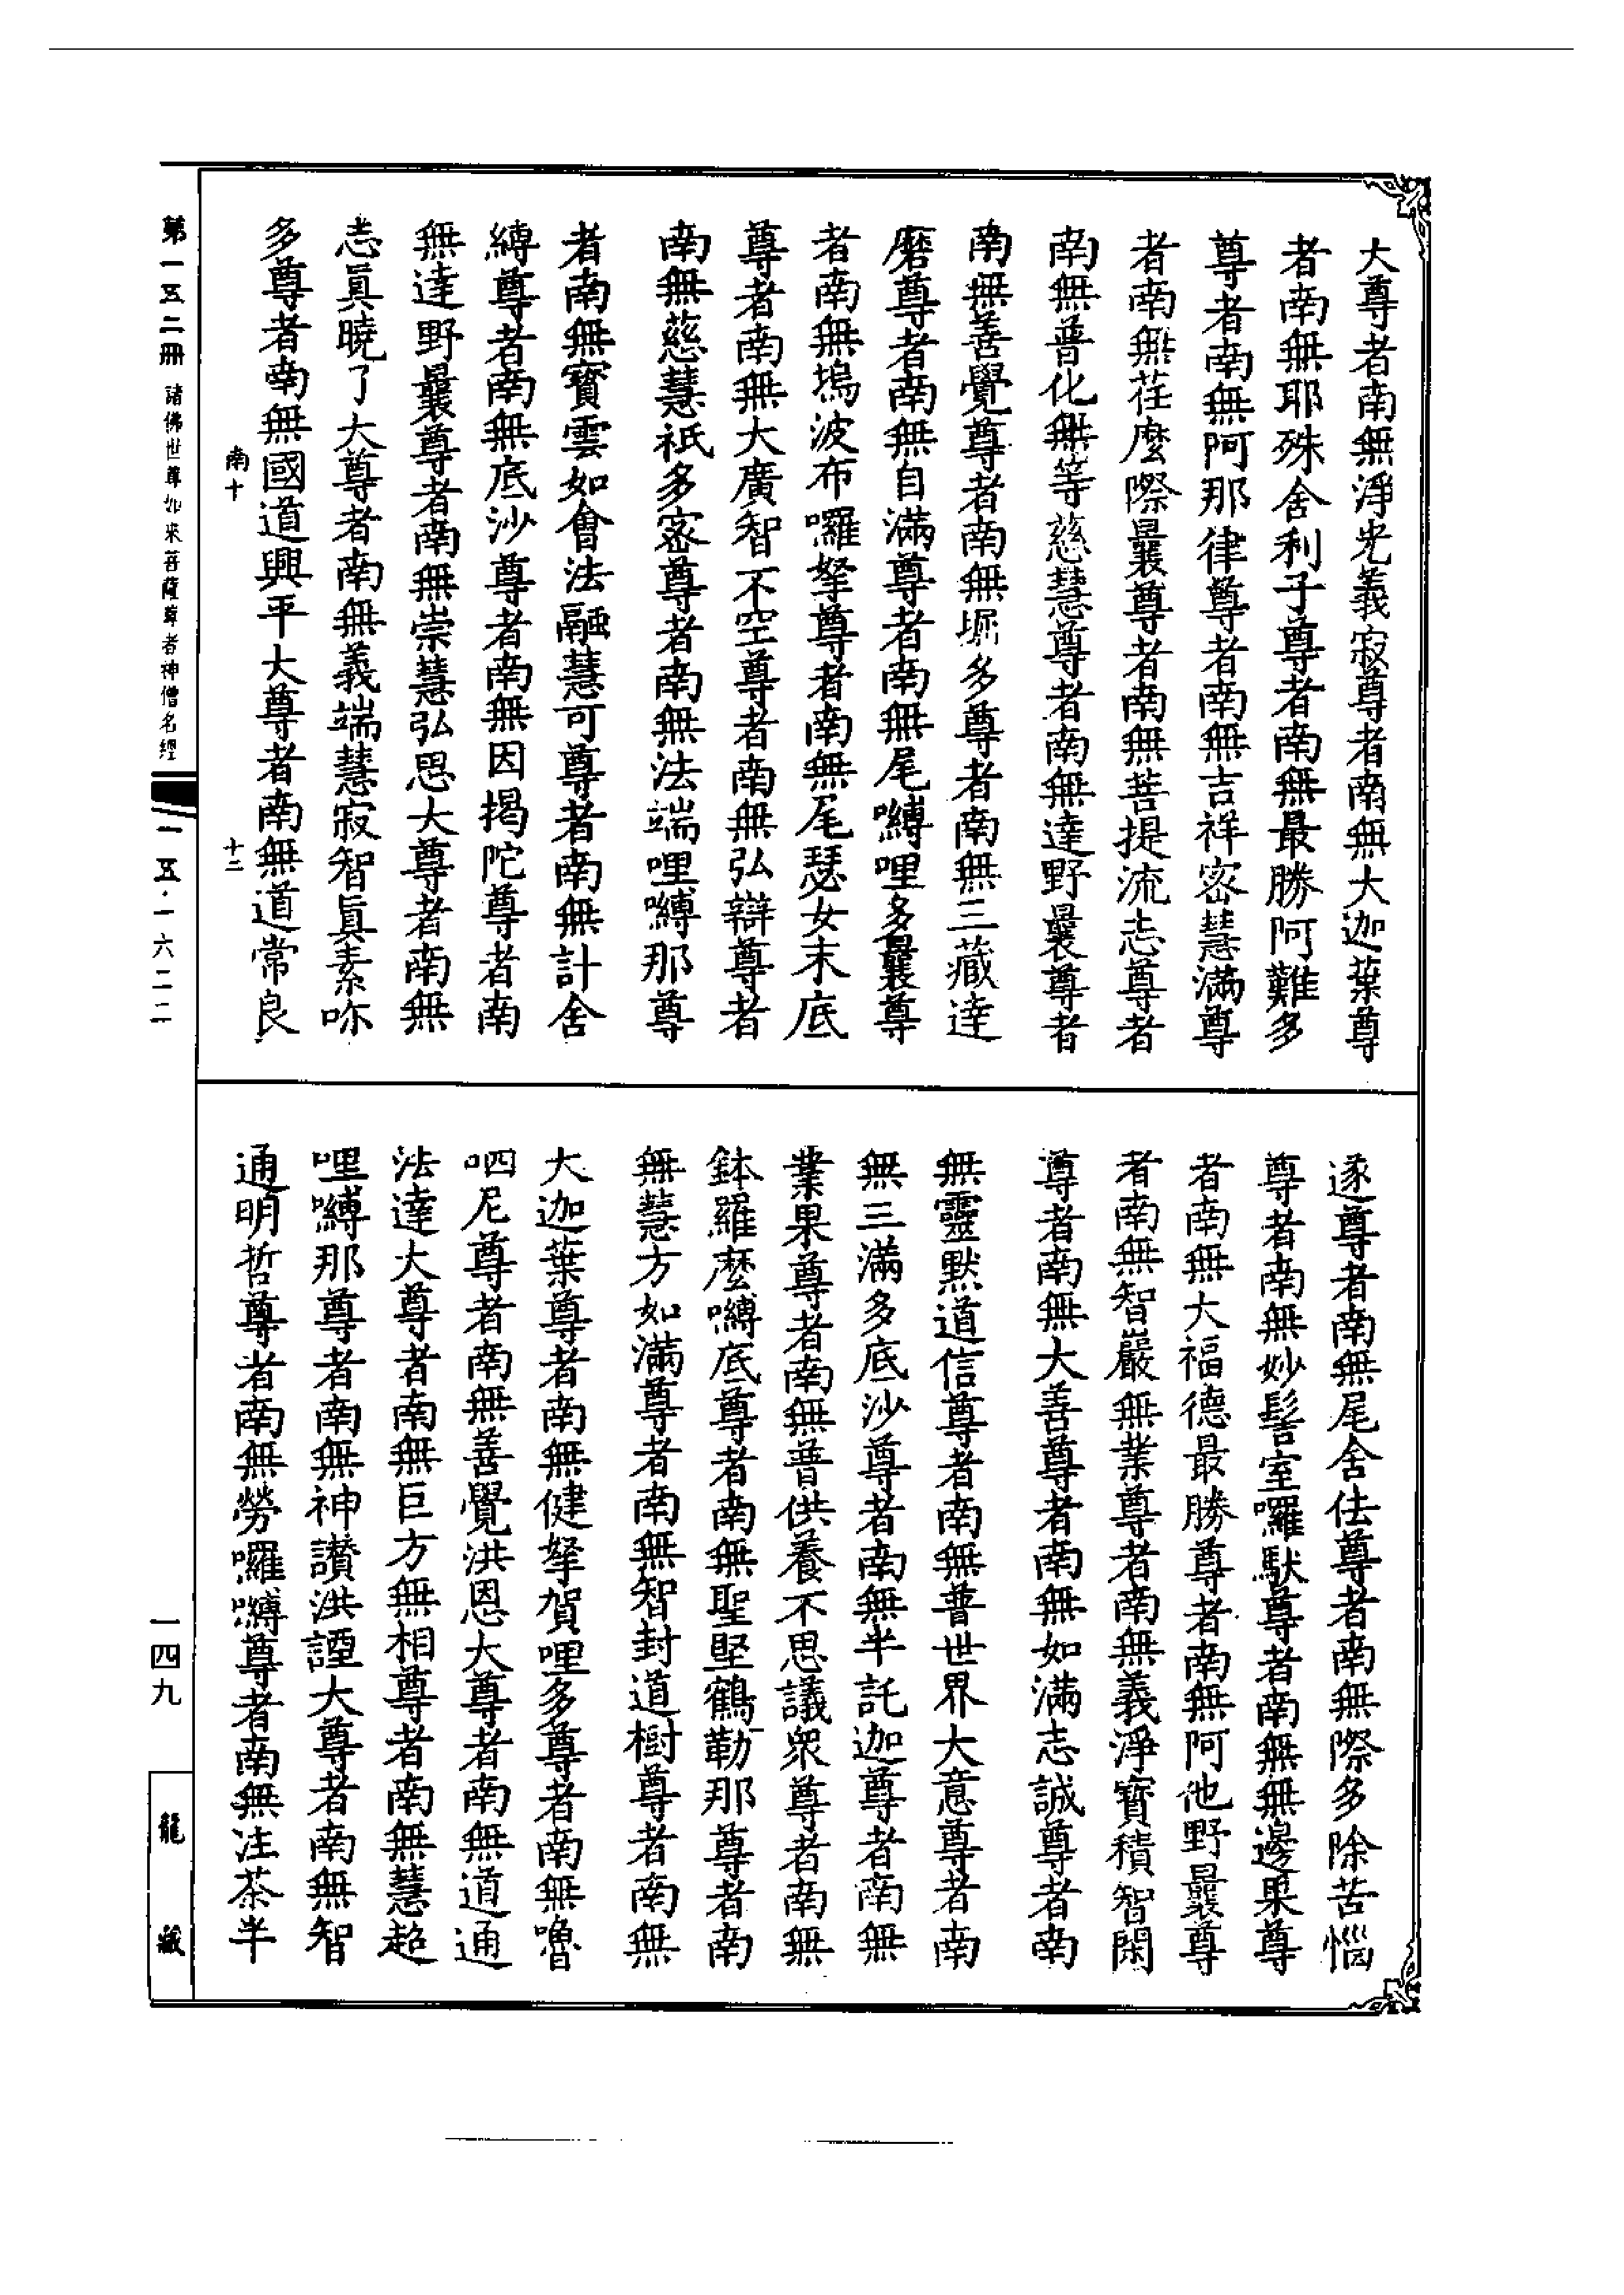 大尊者南無淨光義寂尊者南無大迦葉尊
者南無耶殊舍利子尊者南無最勝阿難多
尊者南無阿那律尊者南無吉祥密慧滿尊
者南無荏麼際曩尊者南無菩提流志尊者
南無普化無等慈慧尊者南無達野曩尊者
南無善覺尊者南無堀多尊者南無三藏達
磨尊者南無自滿尊者南無尾嚩哩多曩尊
者南無塢波布囉拏尊者南無尾瑟女末底
尊者南無大廣智不空尊者南無弘辯尊者
南無慈慧祇多密尊者南無法端哩嚩那尊
者南無寶雲如會法融慧可尊者南無計舍
縛尊者南無底沙尊者南無因揭陀尊者南
無達野曩尊者南無崇慧弘思大尊者南無
志眞曉了大尊者南無義端慧寂智眞素吥
多尊者南無國道興平大尊者南無道常良
遂尊者南無尾舍佉尊者南無際多除苦惱
尊者南無妙髻室囉馱尊者南無無邊果尊
者南無大福德最勝尊者南無阿他野曩尊
者南無智巖無業尊者南無義淨寶積智閑
尊者南無大善尊者南無如滿志誠尊者南
無靈默道信尊者南無普世界大意尊者南
無三滿多底沙尊者南無半託迦尊者南無
業果尊者南無普供養不思議衆尊者南無
鉢羅麼嚩底尊者南無聖堅鶴勒那尊者南
無慧方如滿尊者南無智封道樹尊者南無
大迦葉尊者南無健拏賀哩多尊者南無嚕
呬尼尊者南無善覺洪恩大尊者南無道通
法達大尊者南無巨方無相尊者南無慧超
哩嚩那尊者南無神讚洪諲大尊者南無智
通明哲尊者南無勞囉嚩尊者南無注茶半
第一五二冊 諸佛世尊如來菩薩尊者神僧名經
一五·一六二二
南十
十二
一四九
龍藏